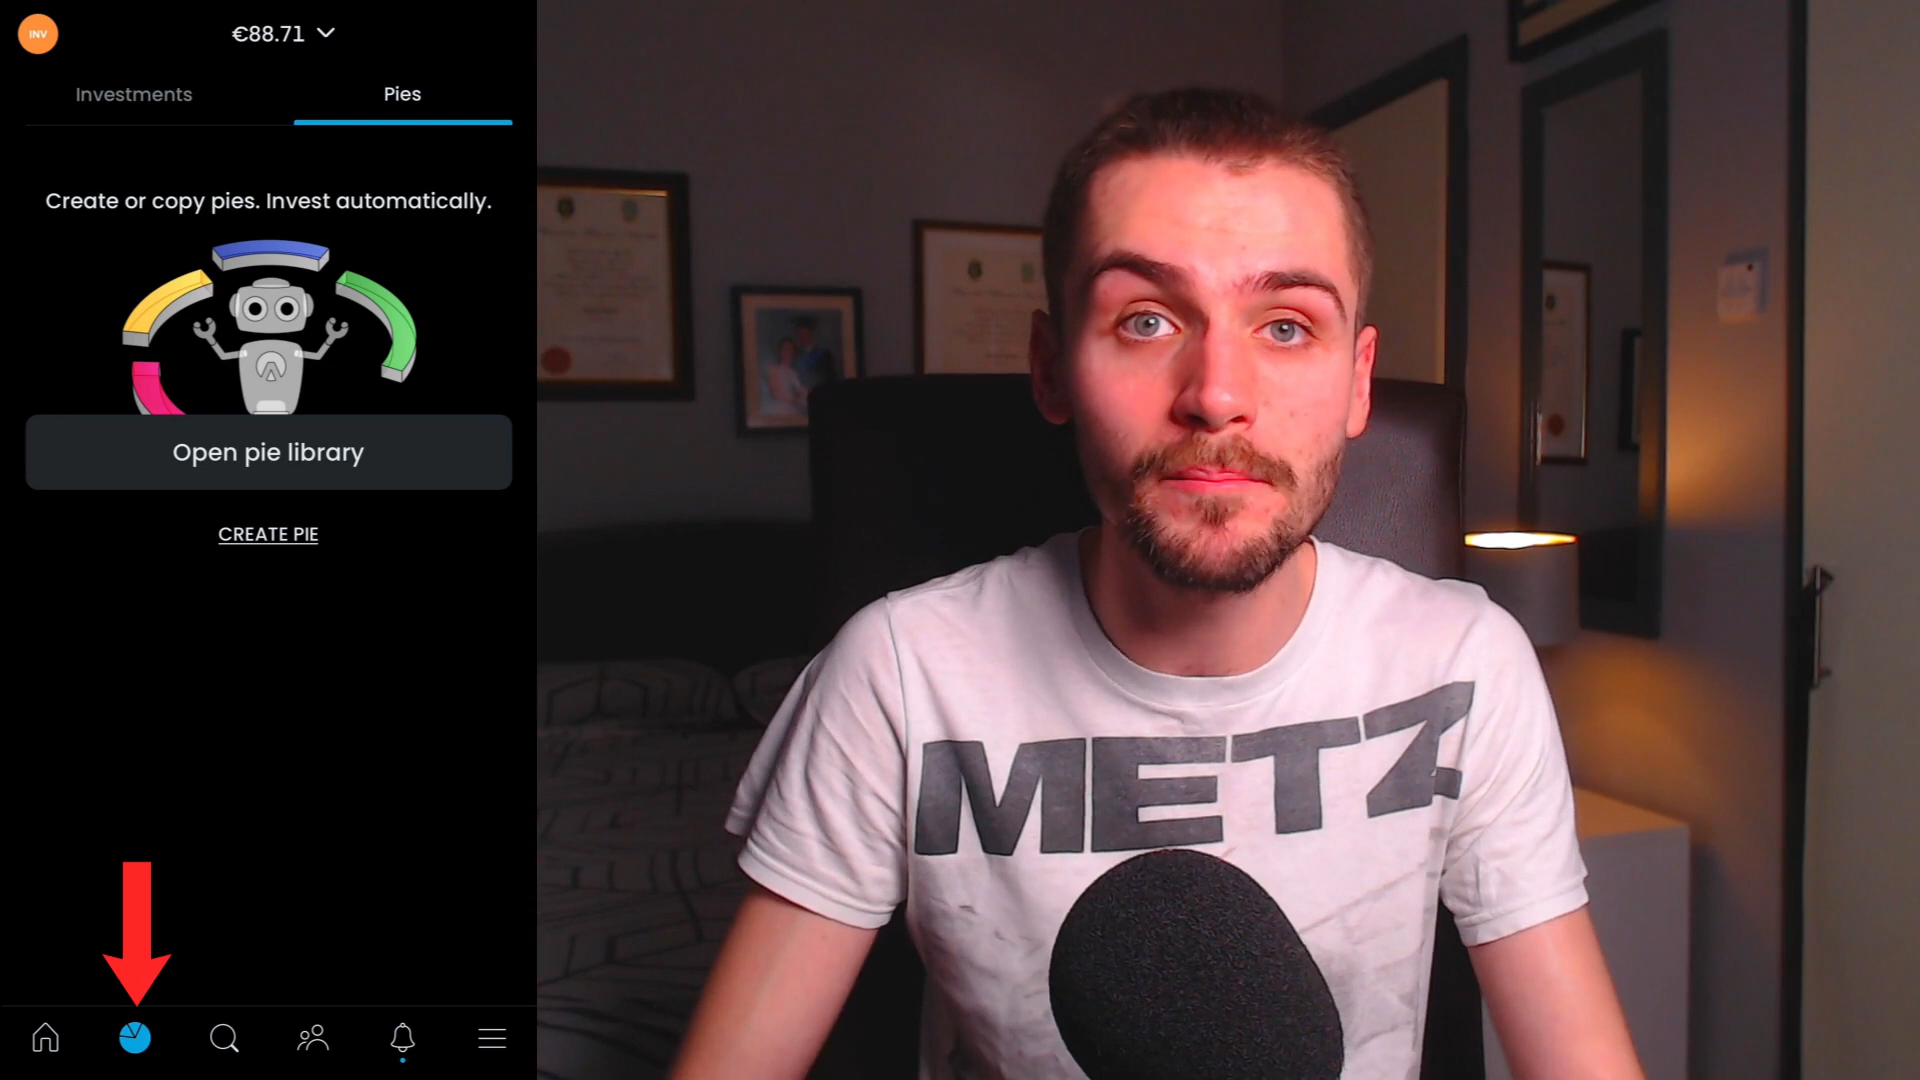 INV
€88.71
Investments
Pies
Create or copy pies. Invest automatically.
Open pie library
CREATE PIE
METZ